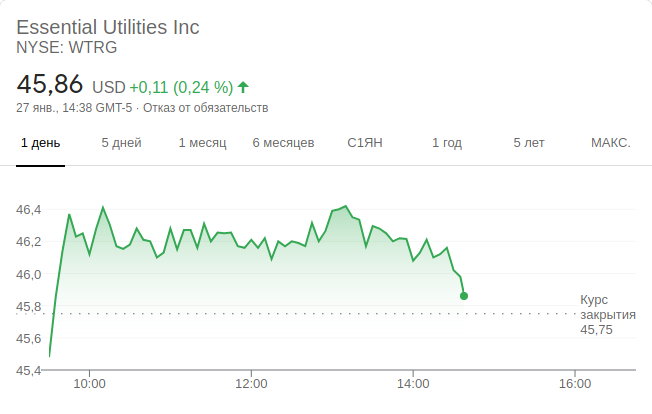 Essential Utilities Inc
NYSE: WTRG
45,86 USD +0,11 (0,24 %)
27 янв., 14:38 GMT-5 · Отказ от обязательств
1 день 5 дней 1 месяц 6 месяцев С1ЯН 1 год 5 лет МАКС.
46,4
46,2
46,0
45,8
45,6
45,4
Курс
закрытия
45,75
10:00 12:00 14:00 16:00